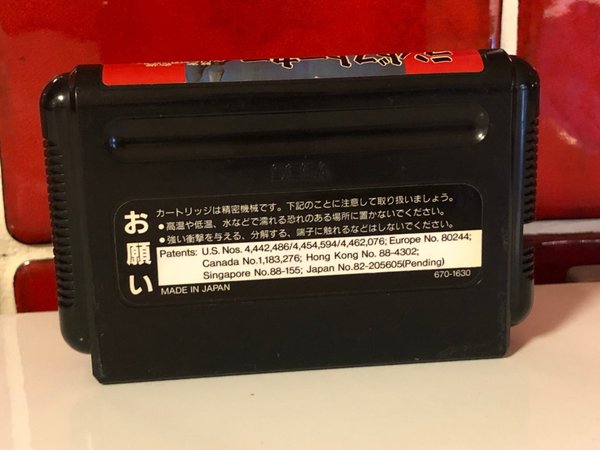 SEGA
お願い
カートリッジは精密機械です。下記のことに注意して取り扱いましょう。
●高温や低温、水などで濡れる恐れのある場所に置かないでください。
●強い衝撃を与える、分解する、端子に触れるなどはしないでください。
Patents: U.S. Nos. 4,442,486/4,454,594/4,462,076; Europe No. 80244;
Canada No.1,183,276; Hong Kong No. 88-4302;
Singapore No.88-155; Japan No.82-205605(Pending)
MADE IN JAPAN
670-1630